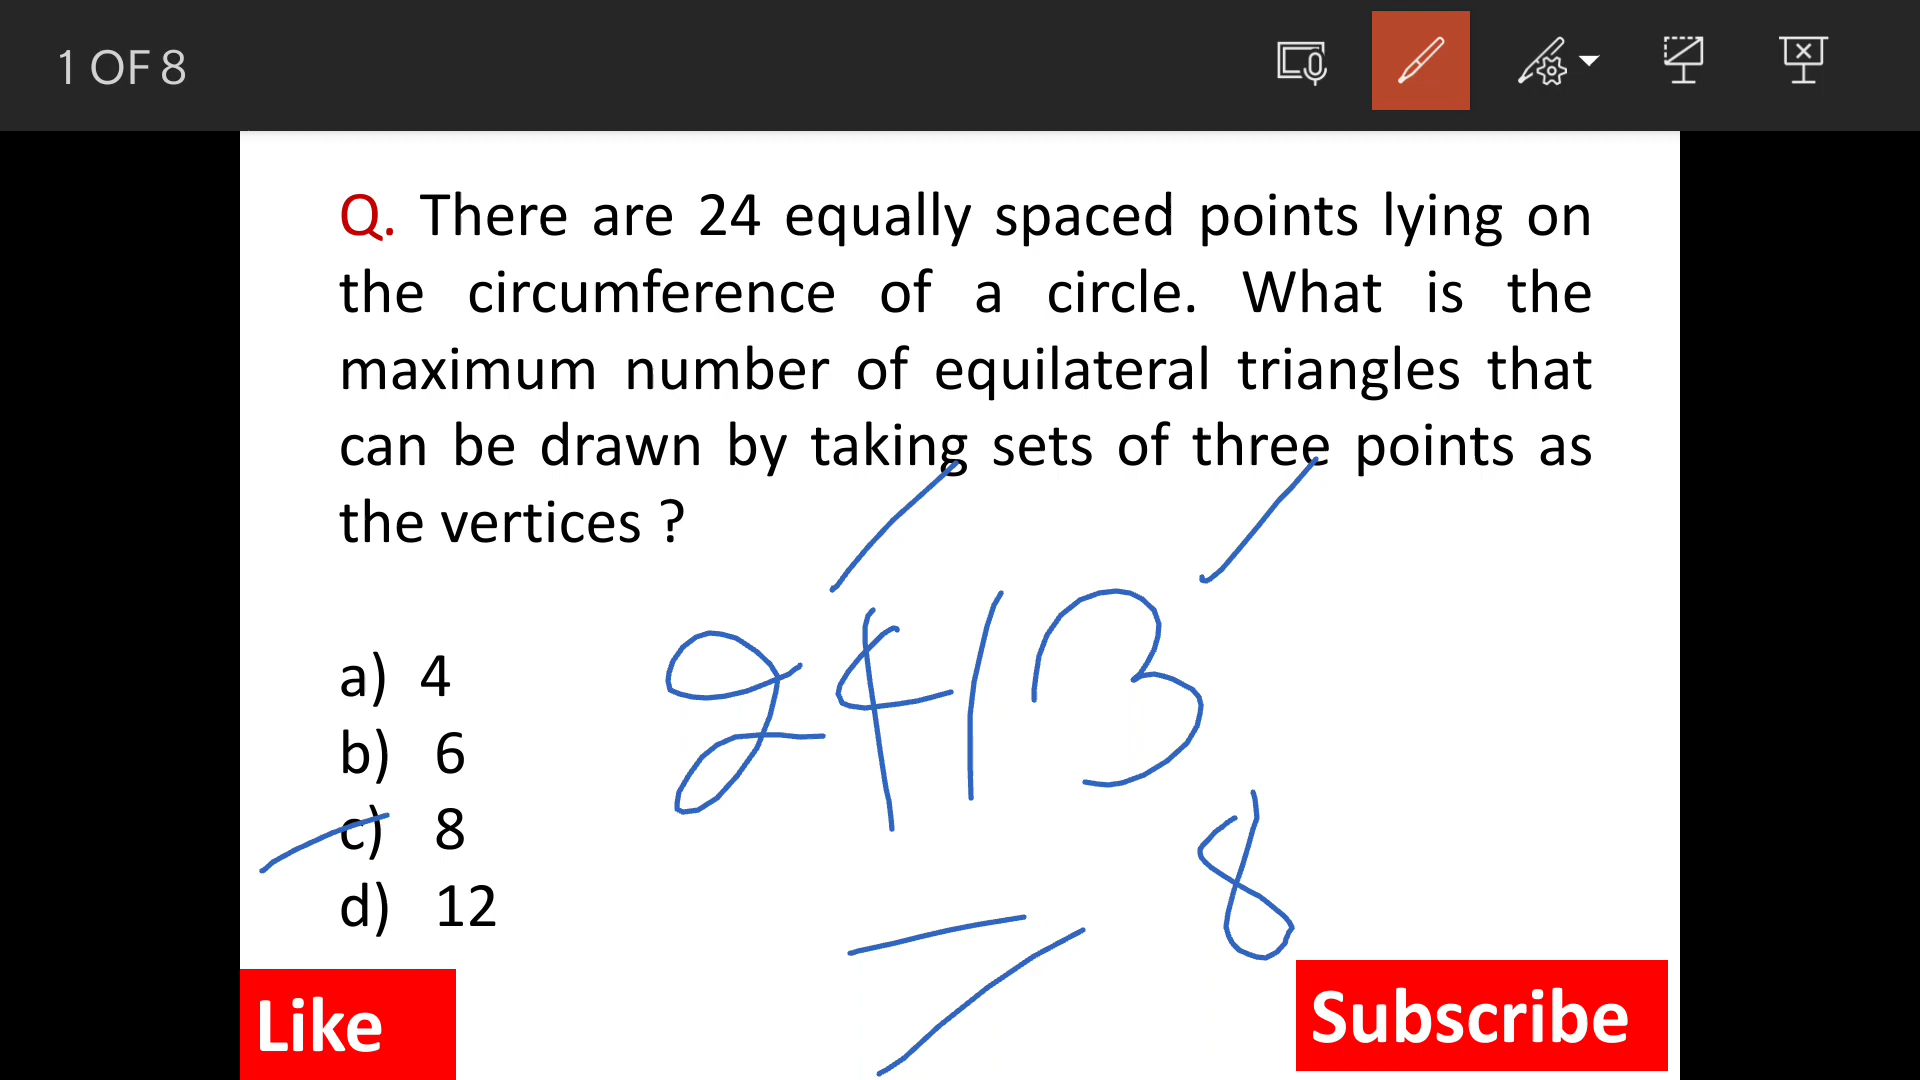 1 OF 8
Q. There are 24 equally spaced points lying on
the circumference of a circle. What is the
maximum number of equilateral triangles that
can be drawn by taking sets of three points as
the vertices ?
24/3
a) 4
b) 6
c) 8
8
d) 12
Like
Subscribe